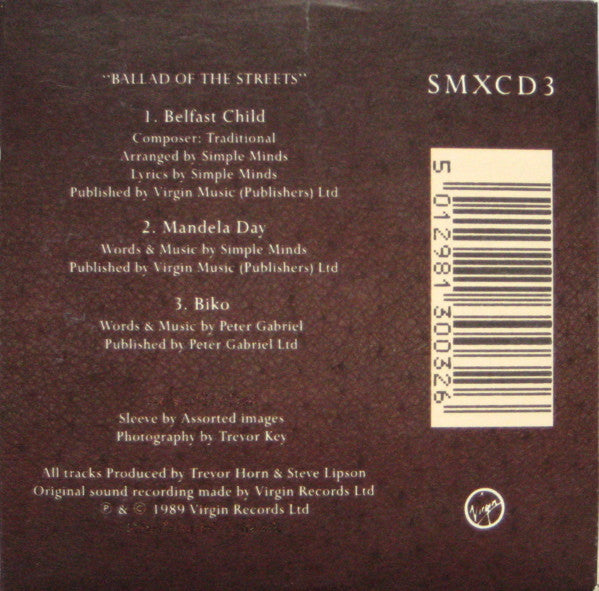 "BALLAD OF THE STREETS"
SMXCD3
1. Belfast Child
Composer: Traditional
Arranged by Simple Minds
Lyrics by Simple Minds
Published by Virgin Music (Publishers) Ltd
2. Mandela Day
Words & Music by Simple Minds
Published by Virgin Music (Publishers) Ltd
3. Biko
Words & Music by Peter Gabriel
Published by Peter Gabriel Ltd
Sleeve by Assorted images
Photography by Trevor Key
All tracks Produced by Trevor Horn & Steve Lipson
Original sound recording made by Virgin Records Ltd
℗ & © 1989 Virgin Records Ltd
5 012981 300326
Virgin